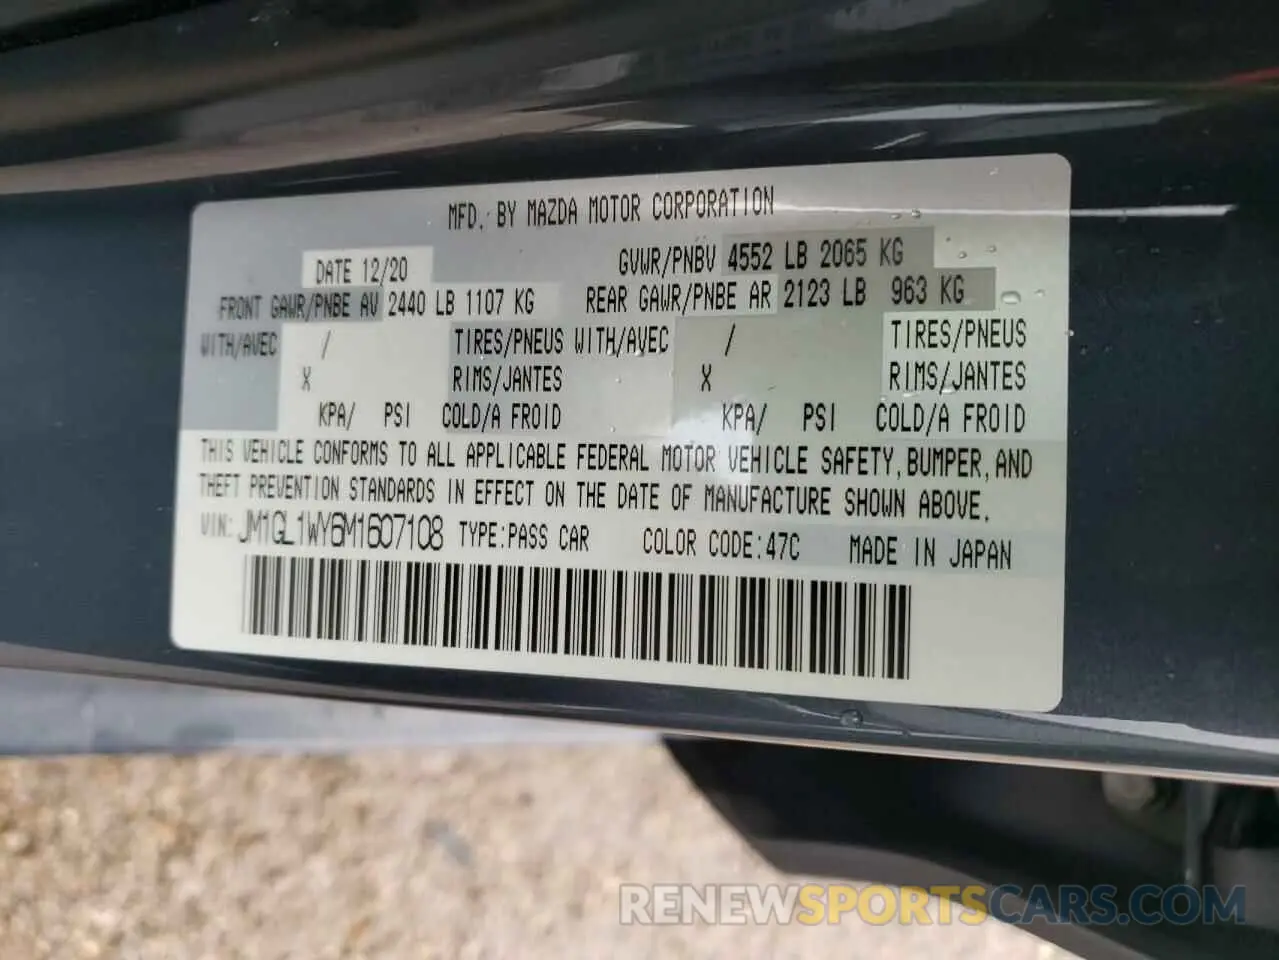 MFD. BY MAZDA MOTOR CORPORATION
DATE 12/20 GVWR/PNBV 4552 LB 2065 KG
FRONT GAWR/PNBE AV 2440 LB 1107 KG REAR GAWR/PNBE AR 2123 LB 963 KG
WITH/AVEC / TIRES/PNEUS WITH/AVEC / TIRES/PNEUS
X RIMS/JANTES X RIMS/JANTES
KPA/ PSI COLD/A FROID KPA/ PSI COLD/A FROID
THIS VEHICLE CONFORMS TO ALL APPLICABLE FEDERAL MOTOR VEHICLE SAFETY, BUMPER, AND
THEFT PREVENTION STANDARDS IN EFFECT ON THE DATE OF MANUFACTURE SHOWN ABOVE.
VIN: JM1GL1WY6M1607108 TYPE:PASS CAR COLOR CODE:47C MADE IN JAPAN
RENEWSPORTSCARS.COM